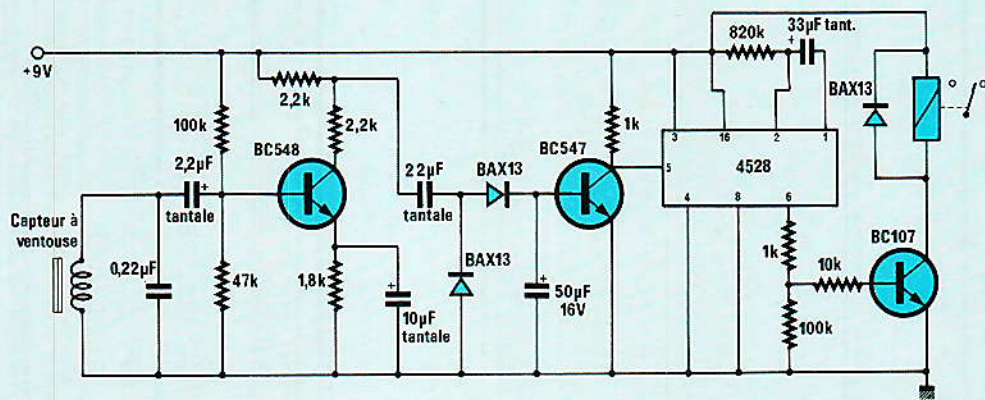 820k
33µF tant.
+
+9V
2,2k
BAX13
100k
2,2k
1k
3
16
2
1
2,2µF
BC548
22µF
BAX13
BC547
4528
+
tantale
tantale
5
4
8
6
Capteur à
ventouse
BC107
BAX13
1k
0,22µF
47k
1,8k
+
+
10k
50µF
16V
10µF
tantale
100k